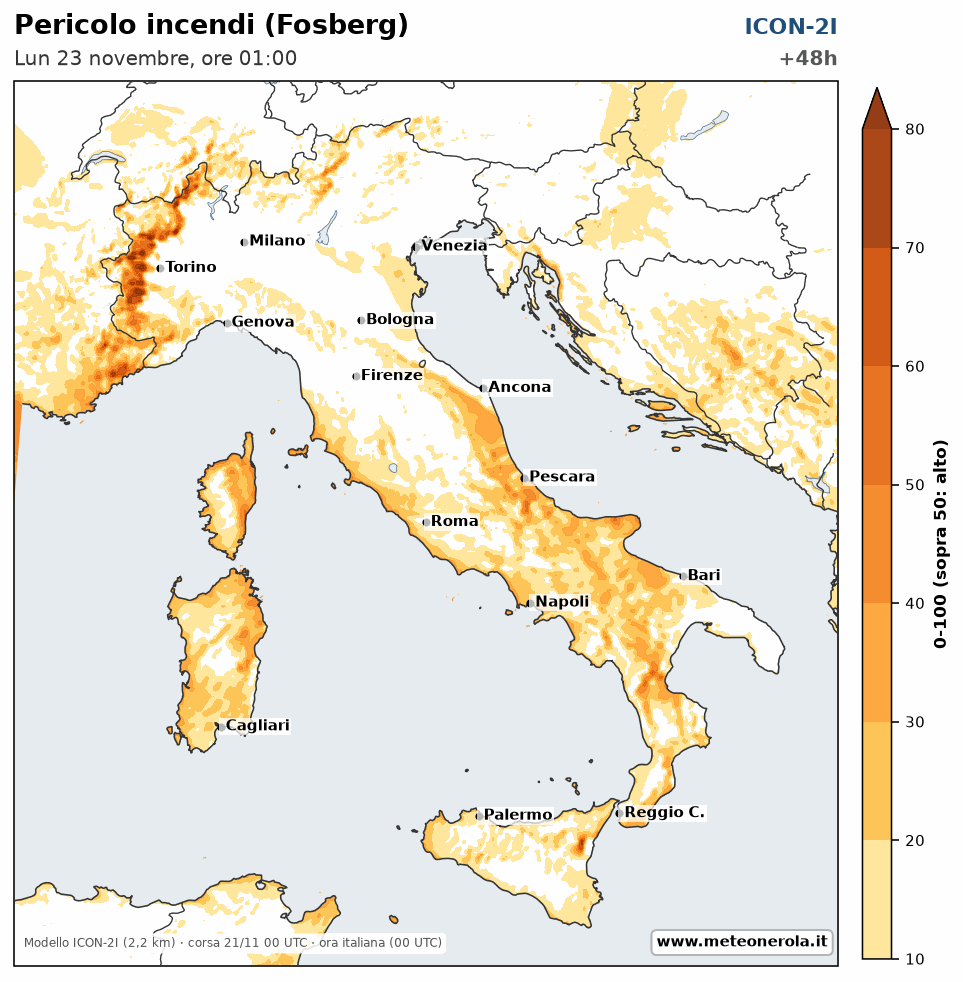 Pericolo incendi (Fosberg)
ICON-2I
Lun 23 novembre, ore 01:00
+48h
80
70
60
50
40
30
20
10
0-100 (sopra 50: alto)
Milano
Venezia
Torino
Genova
Bologna
Firenze
Ancona
Pescara
Roma
Bari
Napoli
Cagliari
Palermo
Reggio C.
Modello ICON-2I (2,2 km) · corsa 21/11 00 UTC · ora italiana (00 UTC)
www.meteonerola.it